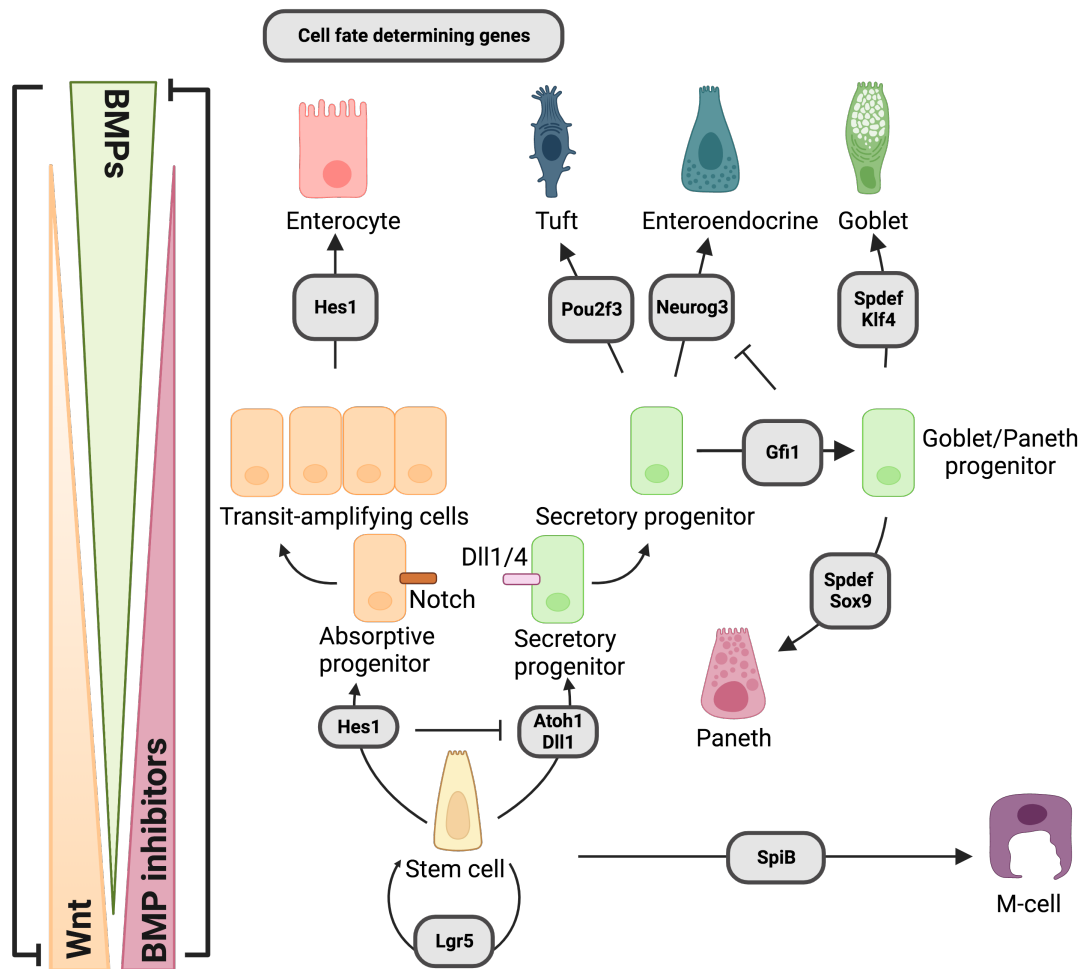 Cell fate determining genes
BMPs
Wnt
BMP inhibitors
Enterocyte
Tuft
Enteroendocrine
Goblet
Hes1
Pou2f3
Neurog3
Spdef
Klf4
Gfi1
Goblet/Paneth
progenitor
Transit-amplifying cells
Secretory progenitor
Dll1/4
Notch
Spdef
Sox9
Absorptive
progenitor
Secretory
progenitor
Hes1
Atoh1
Dll1
Paneth
Stem cell
SpiB
M-cell
Lgr5